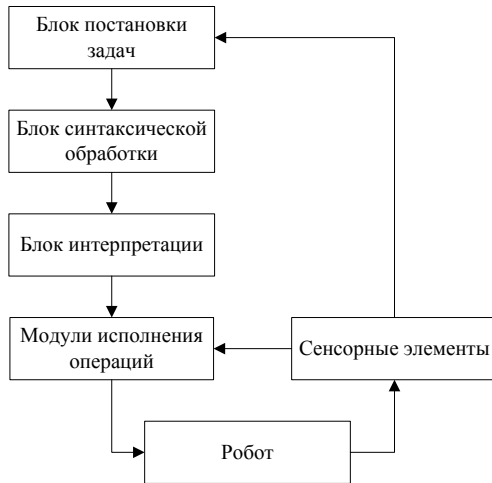 Блок постановки
задач
Блок синтаксической
обработки
Блок интерпретации
Модули исполнения
операций
Сенсорные элементы
Робот